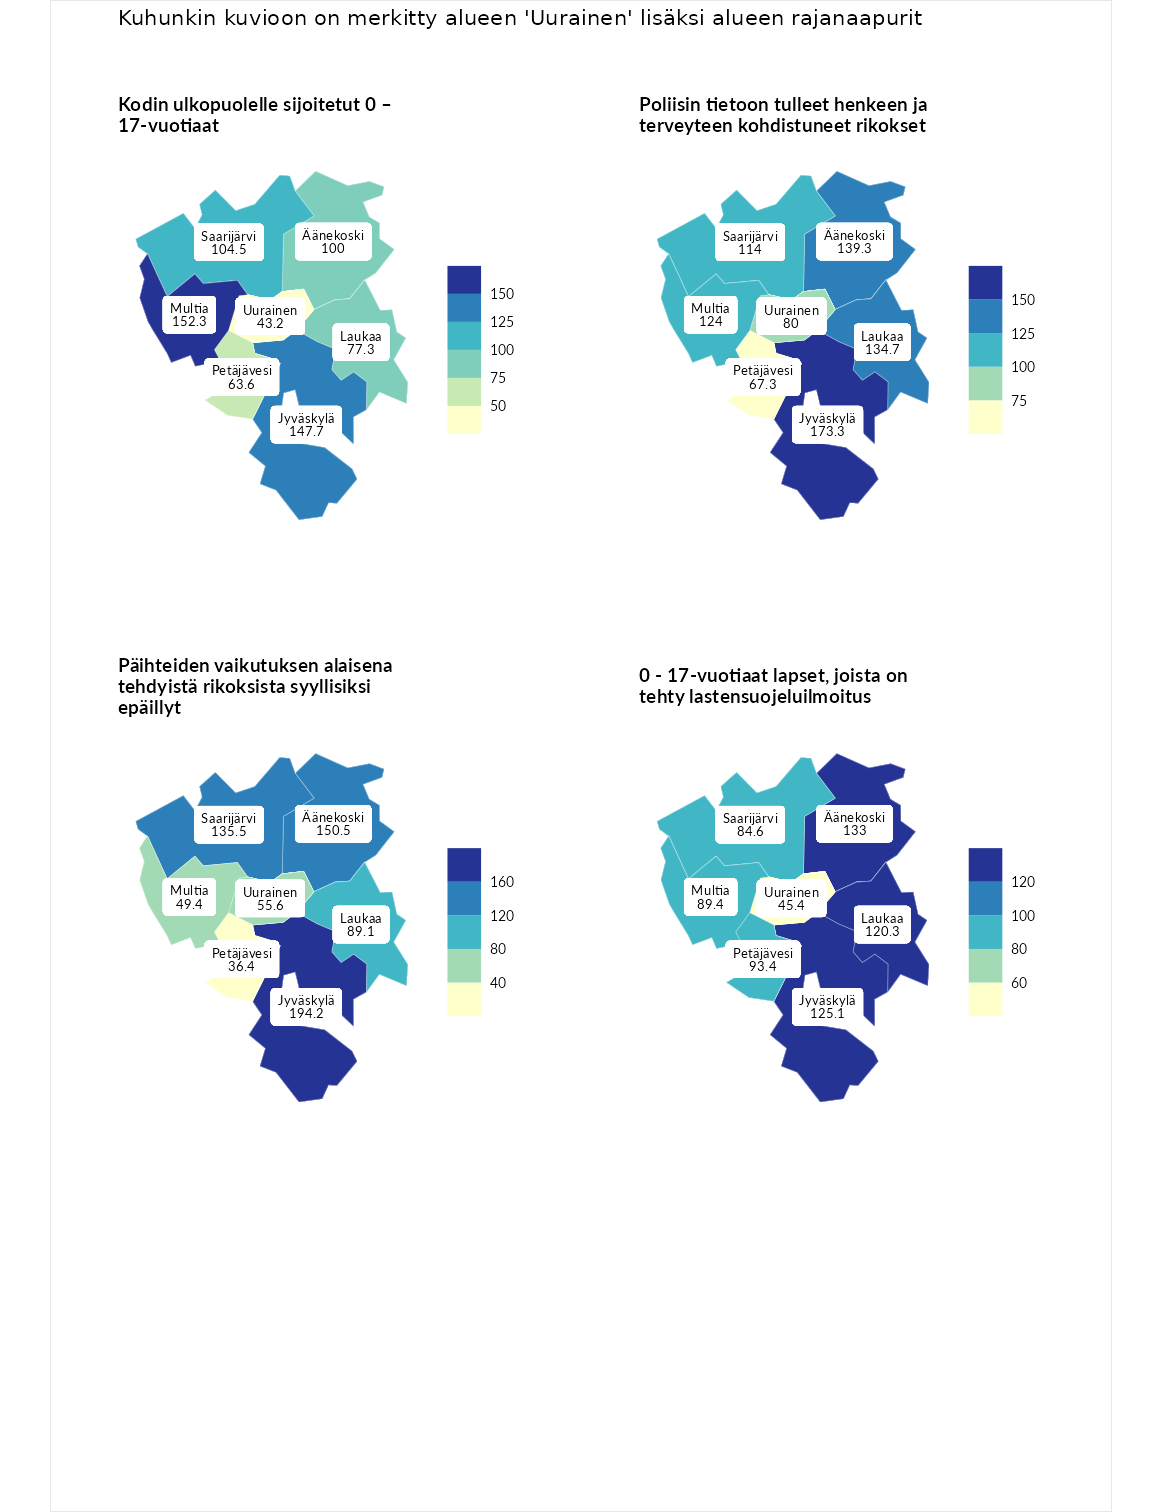 Kuhunkin kuvioon on merkitty alueen 'Uurainen' lisäksi alueen rajanaapurit
Kodin ulkopuolelle sijoitetut 0 –
17-vuotiaat
Saarijärvi
104.5
Äänekoski
100
Multia
152.3
Uurainen
43.2
Laukaa
77.3
Petäjävesi
63.6
Jyväskylä
147.7
150
125
100
75
50
Poliisin tietoon tulleet henkeen ja
terveyteen kohdistuneet rikokset
Saarijärvi
114
Äänekoski
139.3
Multia
124
Uurainen
80
Laukaa
134.7
Petäjävesi
67.3
Jyväskylä
173.3
150
125
100
75
Päihteiden vaikutuksen alaisena
tehdyistä rikoksista syyllisiksi
epäillyt
Saarijärvi
135.5
Äänekoski
150.5
Multia
49.4
Uurainen
55.6
Laukaa
89.1
Petäjävesi
36.4
Jyväskylä
194.2
160
120
80
40
0 - 17-vuotiaat lapset, joista on
tehty lastensuojeluilmoitus
Saarijärvi
84.6
Äänekoski
133
Multia
89.4
Uurainen
45.4
Laukaa
120.3
Petäjävesi
93.4
Jyväskylä
125.1
120
100
80
60